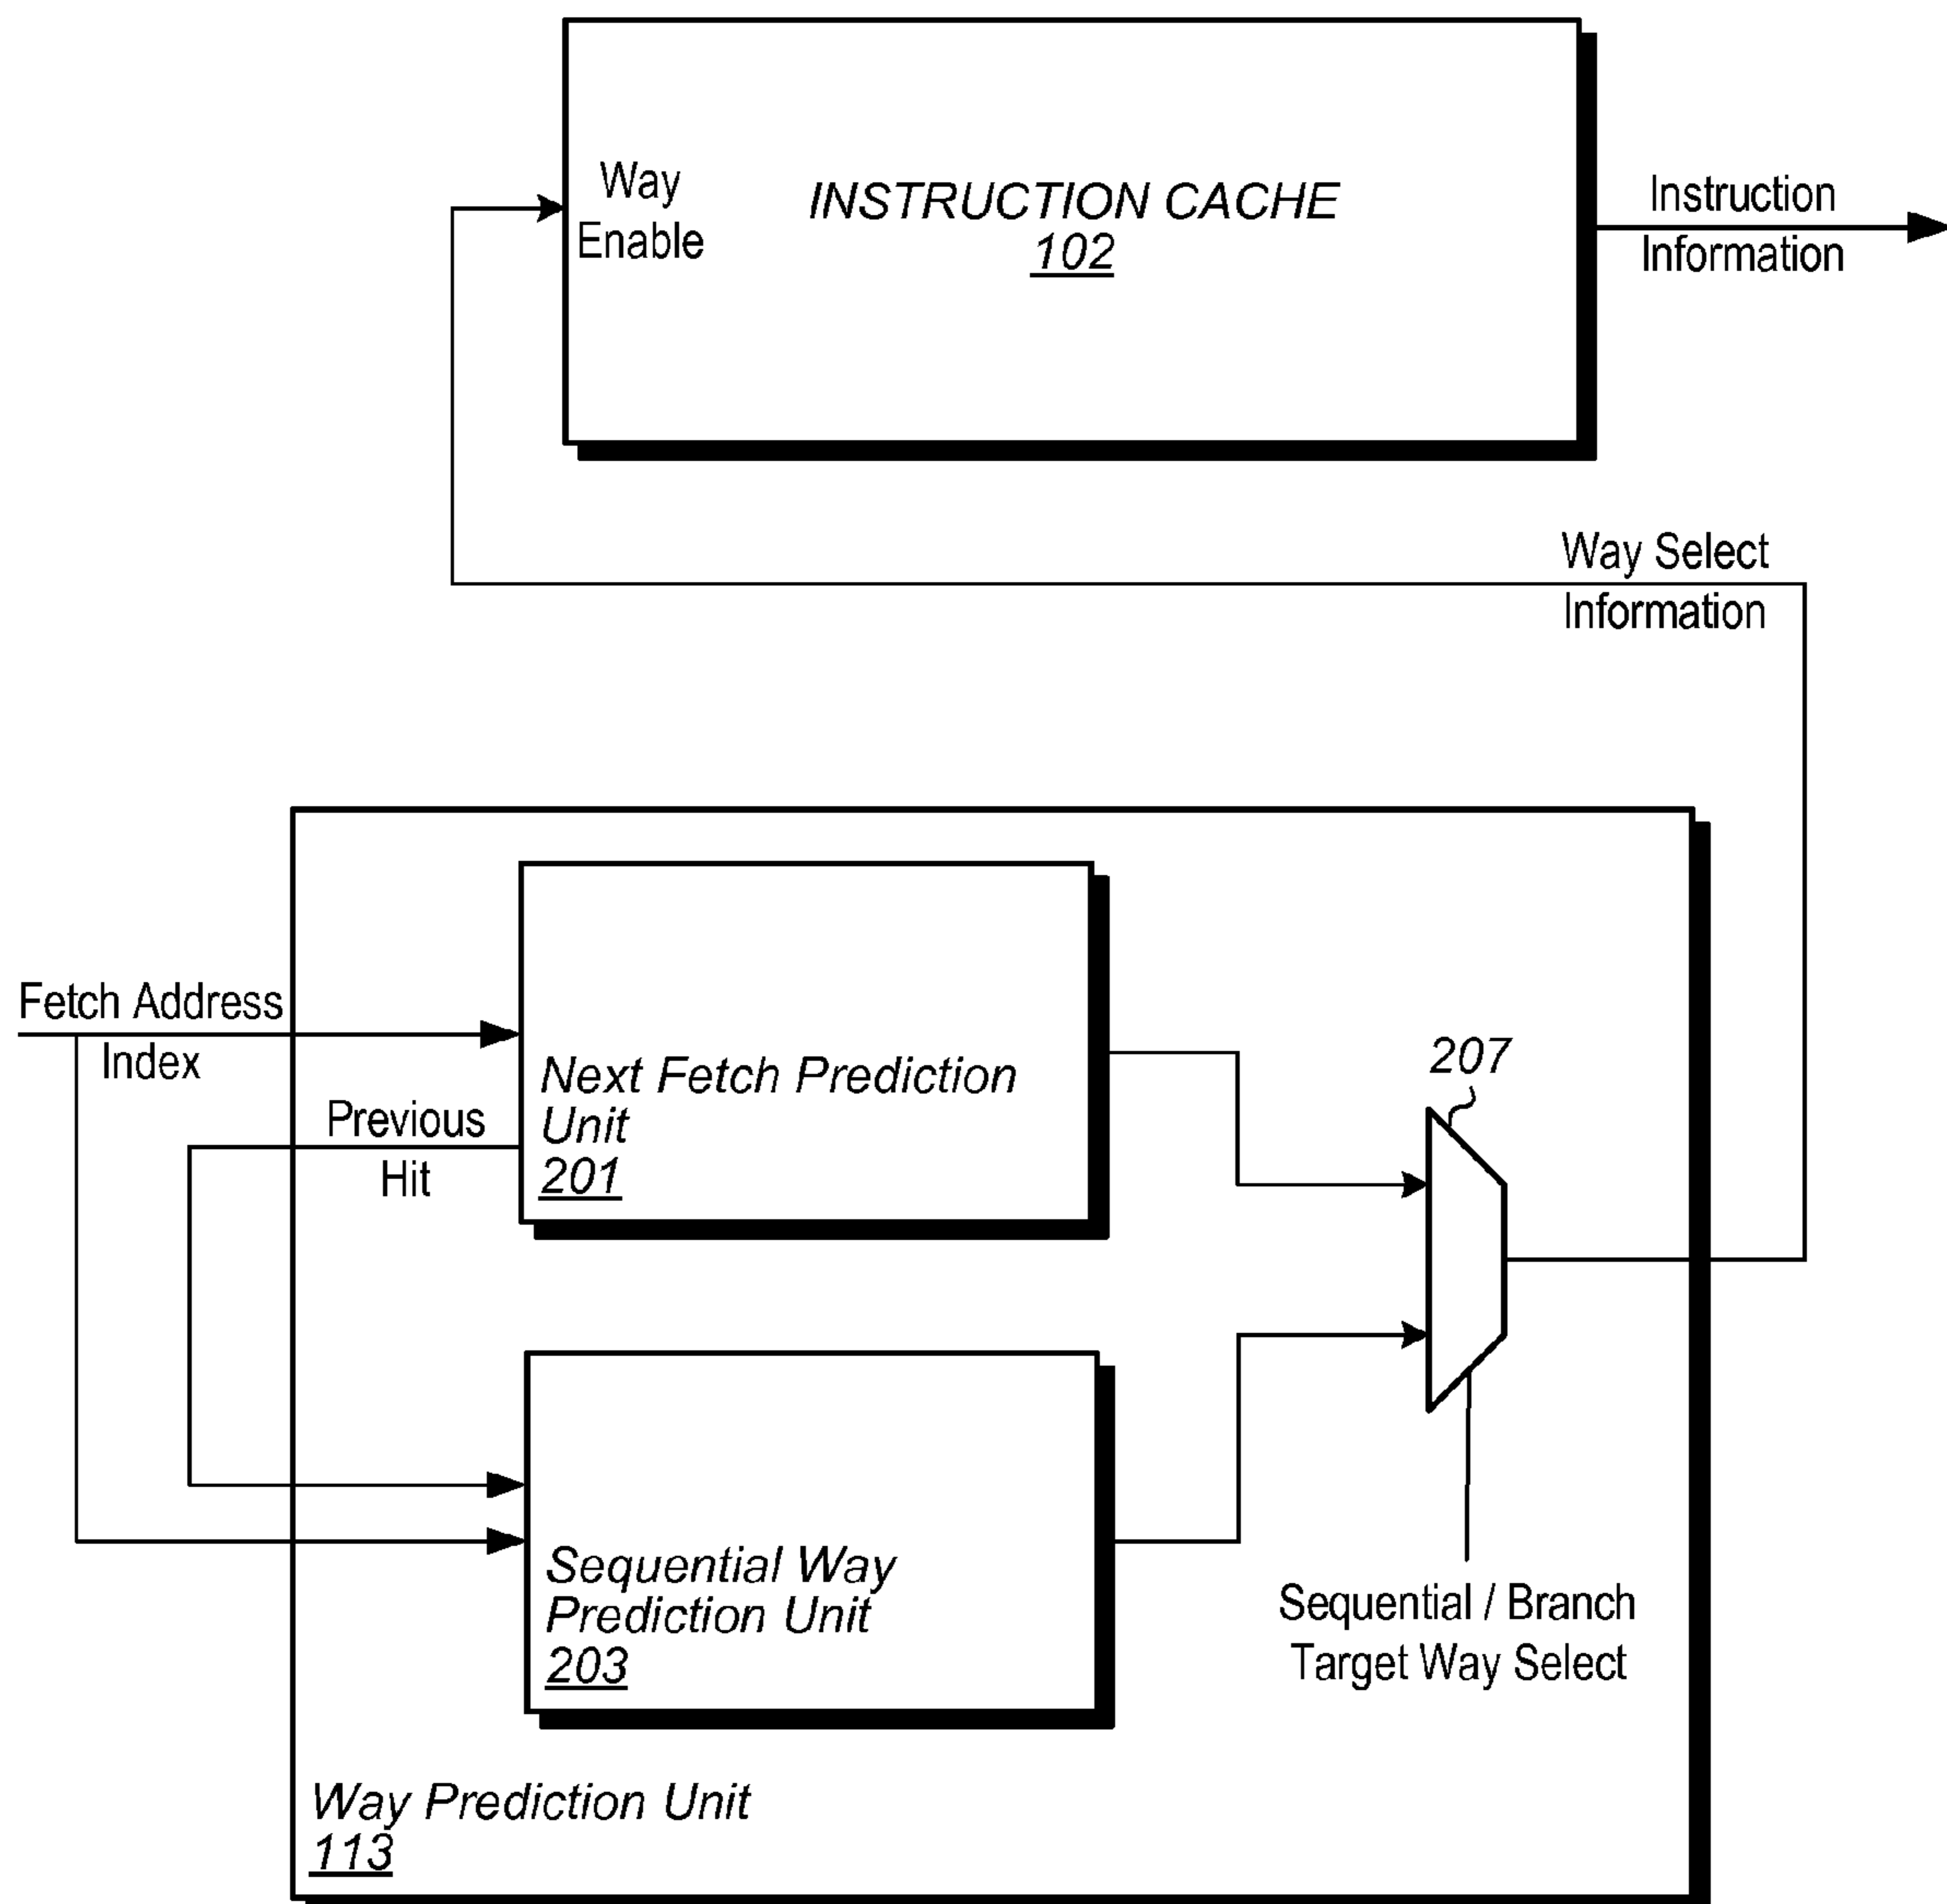 Way
Enable
INSTRUCTION CACHE
102
Instruction
Information
Way Select
Information
Fetch Address
Index
Previous
Hit
Next Fetch Prediction
Unit
201
207
Sequential Way
Prediction Unit
203
Sequential / Branch
Target Way Select
Way Prediction Unit
113